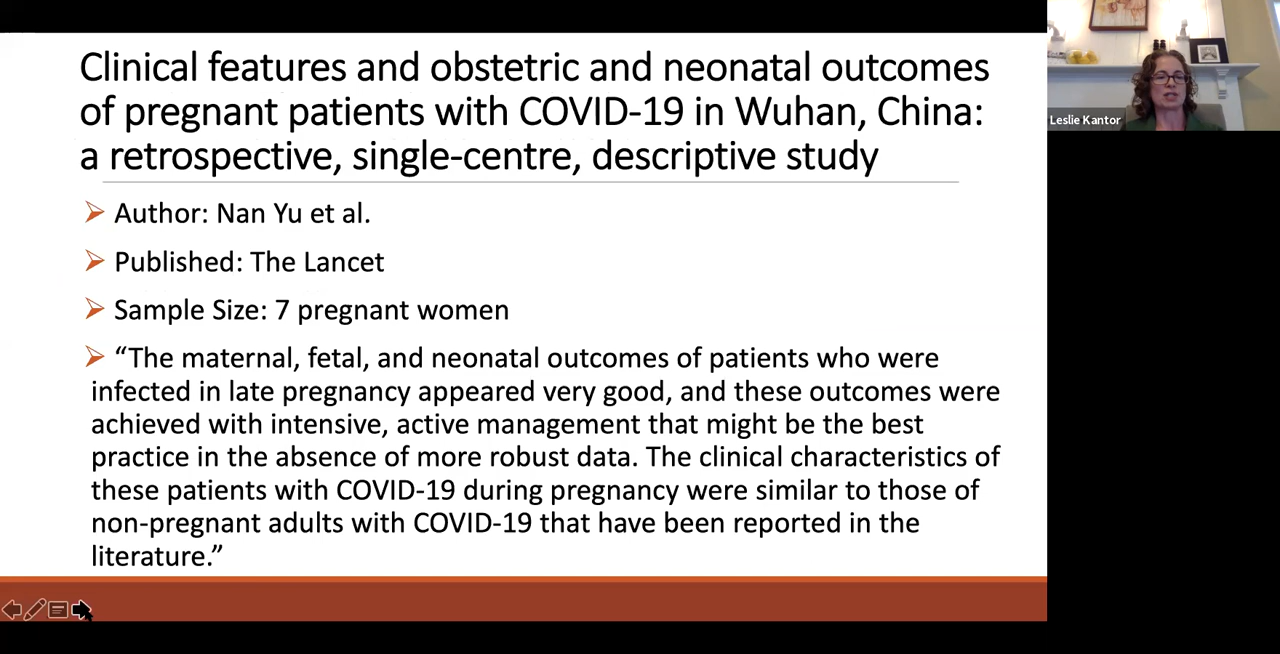 Clinical features and obstetric and neonatal outcomes
of pregnant patients with COVID-19 in Wuhan, China:
a retrospective, single-centre, descriptive study
Author: Nan Yu et al.
Published: The Lancet
Sample Size: 7 pregnant women
“The maternal, fetal, and neonatal outcomes of patients who were
infected in late pregnancy appeared very good, and these outcomes were
achieved with intensive, active management that might be the best
practice in the absence of more robust data. The clinical characteristics of
these patients with COVID-19 during pregnancy were similar to those of
non-pregnant adults with COVID-19 that have been reported in the
literature.”
Leslie Kantor